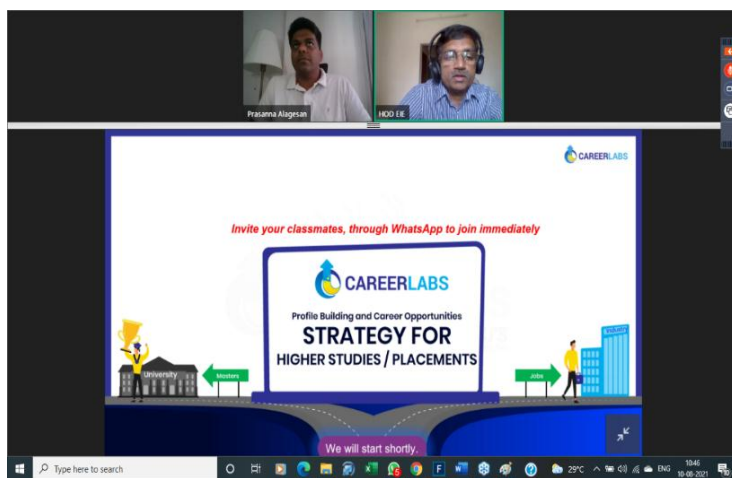 Prasanna Alagesan
HOD EIE
CAREERLABS
Invite your classmates, through WhatsApp to join immediately
CAREERLABS
Profile Building and Career Opportunities
STRATEGY FOR
HIGHER STUDIES / PLACEMENTS
University
Masters
Jobs
Industry
We will start shortly.
Type here to search
29°C
ENG
10:46
10-08-2021